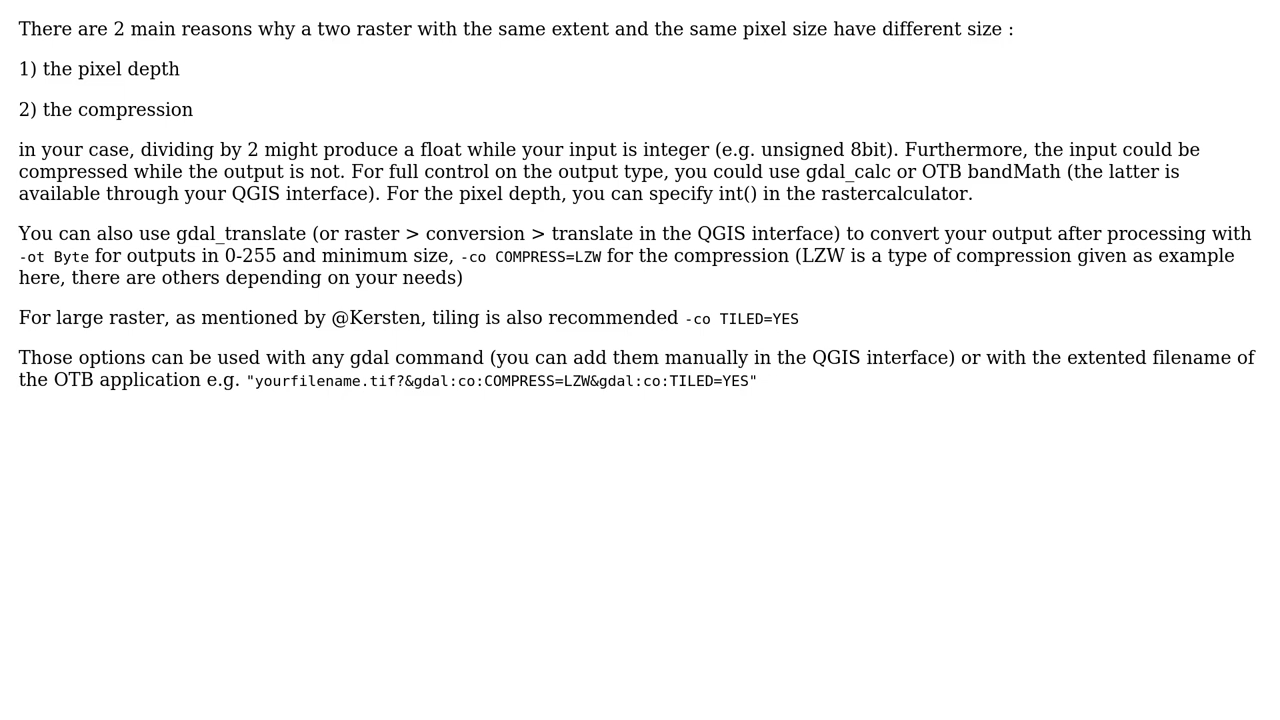 There are 2 main reasons why a two raster with the same extent and the same pixel size have different size :
1) the pixel depth
2) the compression
in your case, dividing by 2 might produce a float while your input is integer (e.g. unsigned 8bit). Furthermore, the input could be
compressed while the output is not. For full control on the output type, you could use gdal_calc or OTB bandMath (the latter is
available through your QGIS interface). For the pixel depth, you can specify int() in the rastercalculator.
You can also use gdal_translate (or raster > conversion > translate in the QGIS interface) to convert your output after processing with
-ot Byte for outputs in 0-255 and minimum size, -co COMPRESS=LZW for the compression (LZW is a type of compression given as example
here, there are others depending on your needs)
For large raster, as mentioned by @Kersten, tiling is also recommended -co TILED=YES
Those options can be used with any gdal command (you can add them manually in the QGIS interface) or with the extented filename of
the OTB application e.g. "yourfilename.tif?&gdal:co:COMPRESS=LZW&gdal:co:TILED=YES"